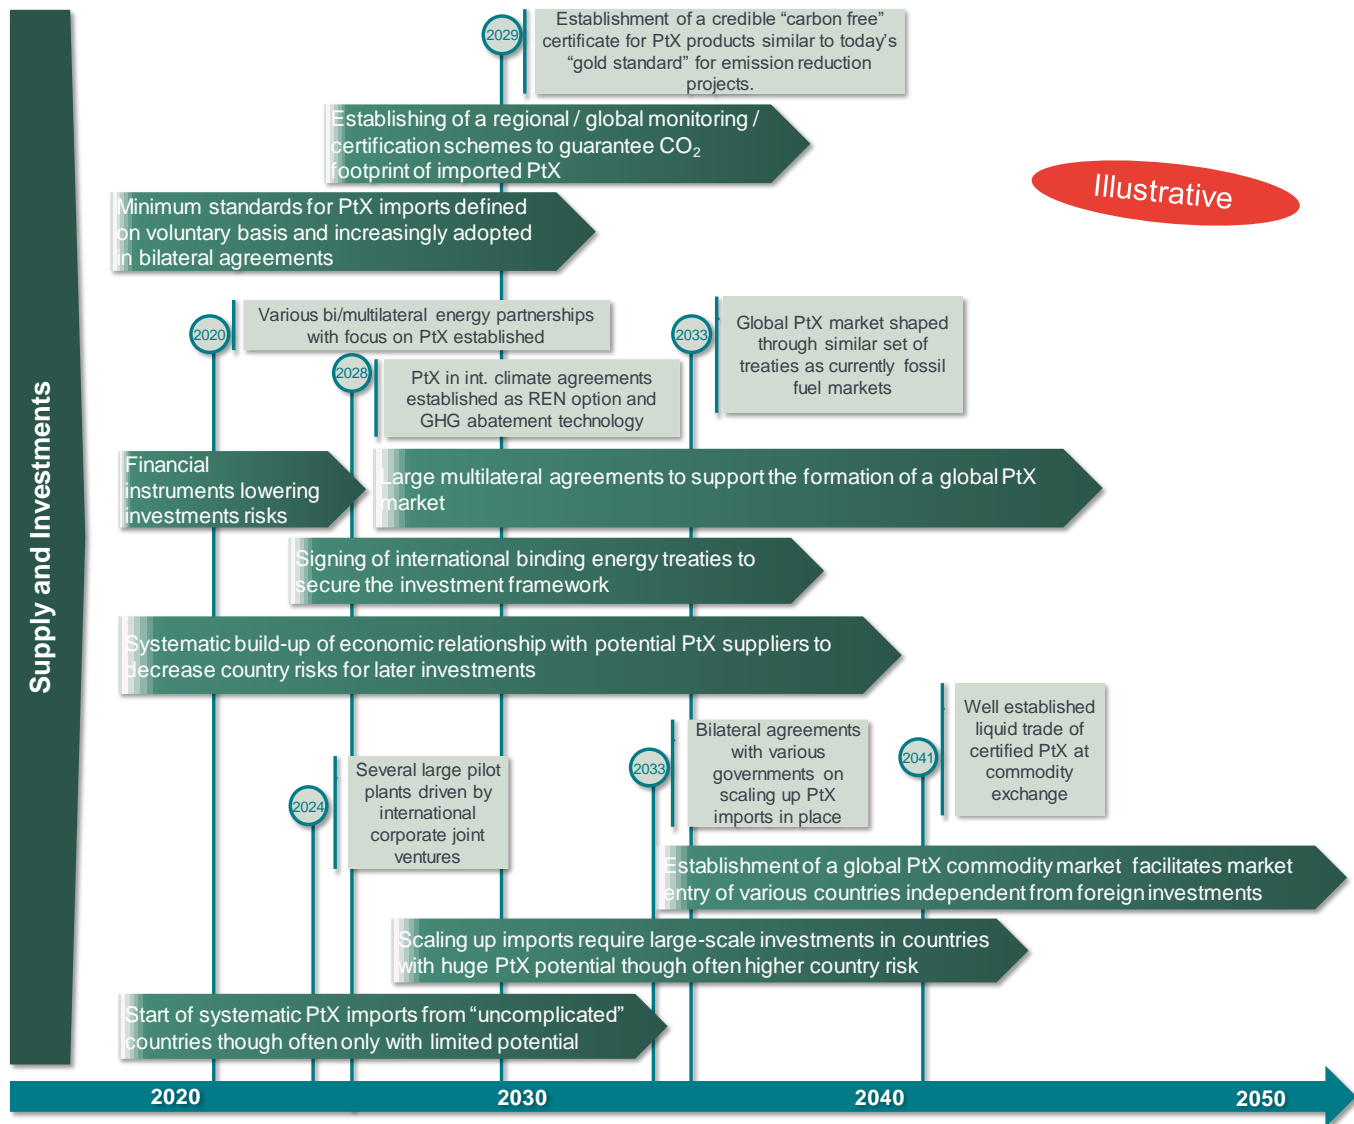 Supply and Investments
2029
Establishment of a credible “carbon free”
certificate for PtX products similar to today’s
“gold standard” for emission reduction
projects.
Establishing of a regional / global monitoring /
certification schemes to guarantee CO₂
footprint of imported PtX
Illustrative
Minimum standards for PtX imports defined
on voluntary basis and increasingly adopted
in bilateral agreements
2020
Various bi/multilateral energy partnerships
with focus on PtX established
2028
PtX in int. climate agreements
established as REN option and
GHG abatement technology
2033
Global PtX market shaped
through similar set of
treaties as currently fossil
fuel markets
Financial
instruments lowering
investments risks
Large multilateral agreements to support the formation of a global PtX
market
Signing of international binding energy treaties to
secure the investment framework
Systematic build-up of economic relationship with potential PtX suppliers to
decrease country risks for later investments
2024
Several large pilot
plants driven by
international
corporate joint
ventures
2033
Bilateral agreements
with various
governments on
scaling up PtX
imports in place
2041
Well established
liquid trade of
certified PtX at
commodity
exchange
Establishment of a global PtX commodity market facilitates market
entry of various countries independent from foreign investments
Scaling up imports require large-scale investments in countries
with huge PtX potential though often higher country risk
Start of systematic PtX imports from “uncomplicated”
countries though often only with limited potential
2020
2030
2040
2050